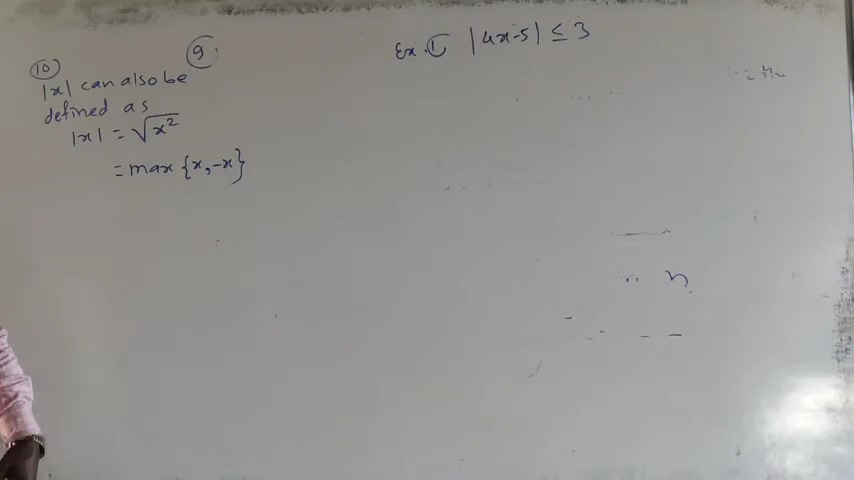 ⑨
⑩
|x| can also be
defined as
|x| = √x²
= max {x, -x}
Ex. ① |4x-5| ≤ 3
n